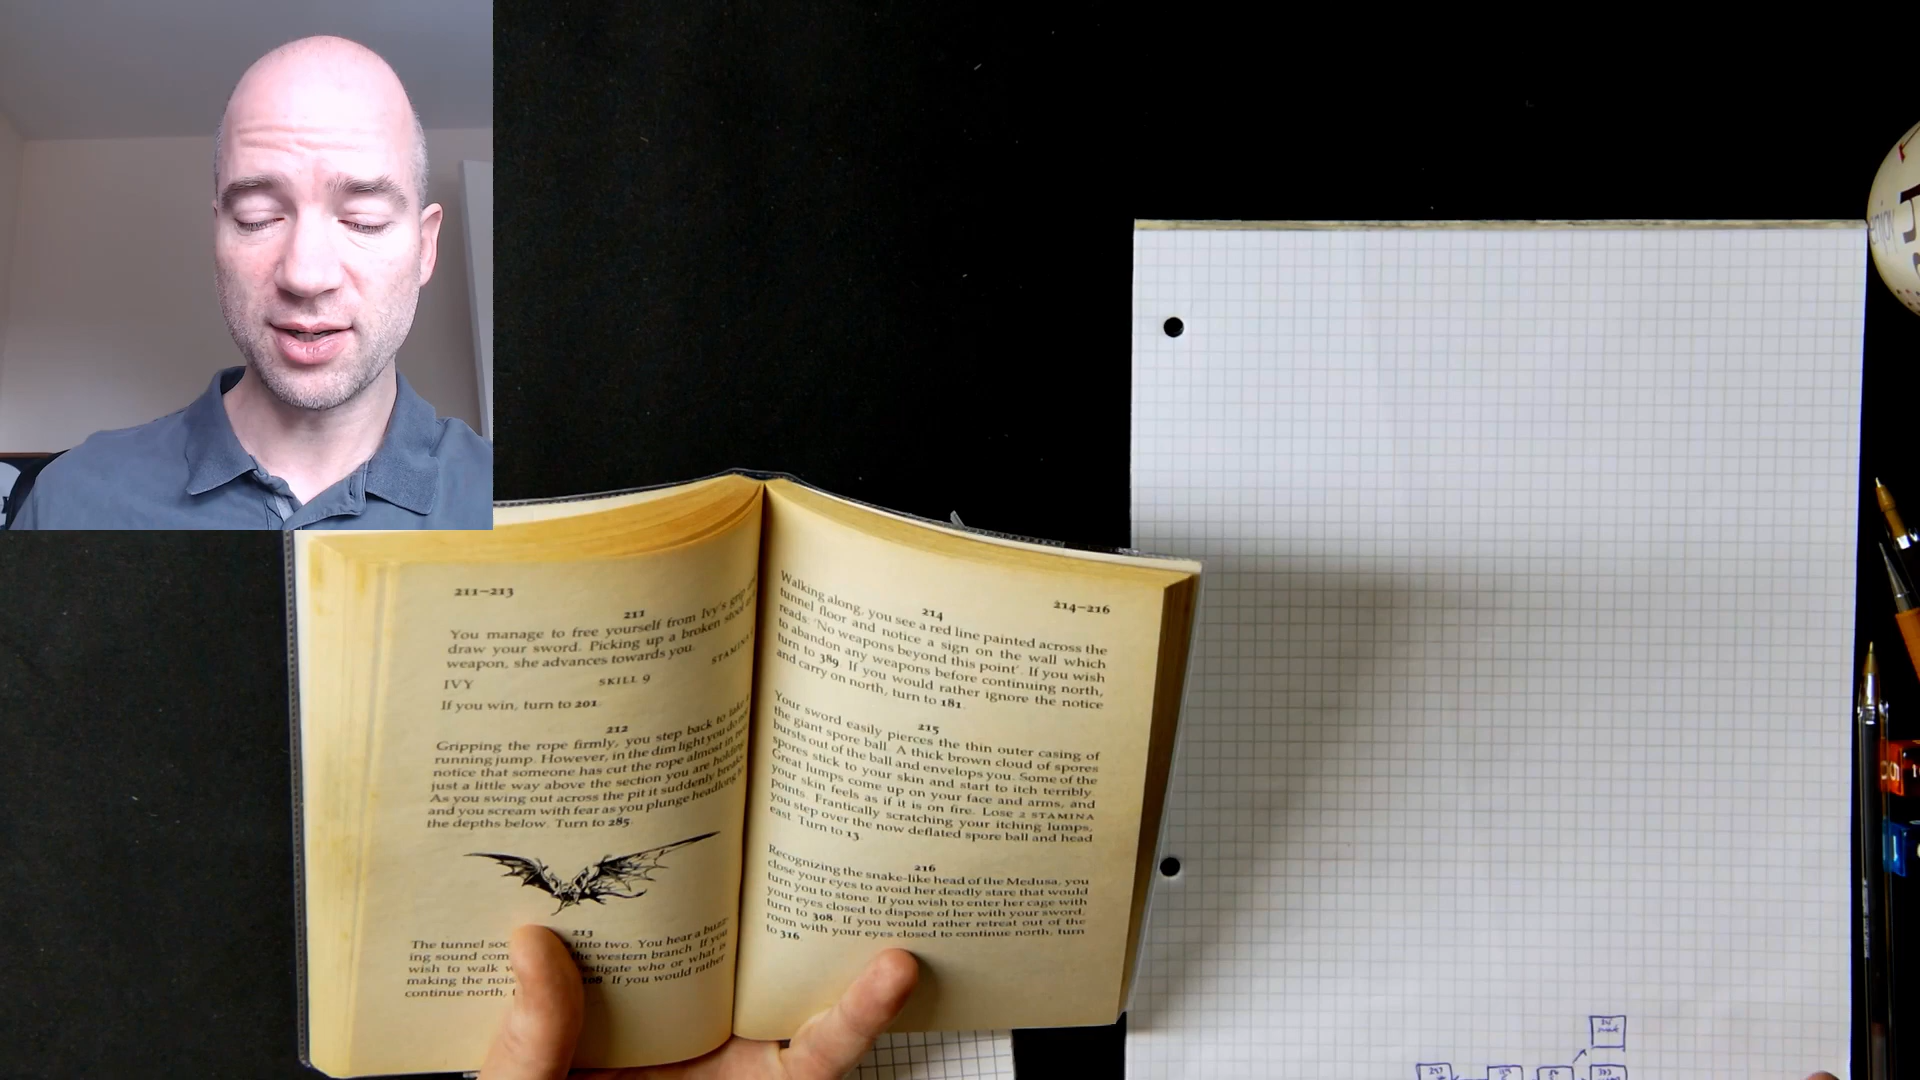 211–213
211
You manage to free yourself from Ivy's grip
draw your sword. Picking up a broken stool
weapon, she advances towards you.
STAMINA
IVY SKILL 9
If you win, turn to 201.
212
Gripping the rope firmly, you step back to take
running jump. However, in the dim light you do not
notice that someone has cut the rope almost in two
just a little way above the section you are holding.
As you swing out across the pit it suddenly breaks
and you scream with fear as you plunge headlong
the depths below. Turn to 285.
213
The tunnel into two. You hear a buzz-
ing sound the western branch. If you
wish to walk who or what is
making the If you would rather
continue north,
214–216
214
Walking along, you see a red line painted across the
tunnel floor and notice a sign on the wall which
reads: 'No weapons beyond this point'. If you wish
to abandon any weapons before continuing north,
turn to 389. If you would rather ignore the notice
and carry on north, turn to 181.
215
Your sword easily pierces the thin outer casing of
the giant spore ball. A thick brown cloud of spores
bursts out of the ball and envelops you. Some of the
spores stick to your skin and start to itch terribly.
Great lumps come up on your face and arms, and
your skin feels as if it is on fire. Lose 2 STAMINA
points. Frantically scratching your itching lumps,
you step over the now deflated spore ball and head
east. Turn to 13.
216
Recognizing the snake-like head of the Medusa, you
close your eyes to avoid her deadly stare that would
turn you to stone. If you wish to enter her cage with
your eyes closed to dispose of her with your sword,
turn to 308. If you would rather retreat out of the
room with your eyes closed to continue north, turn
to 316.
enjoy